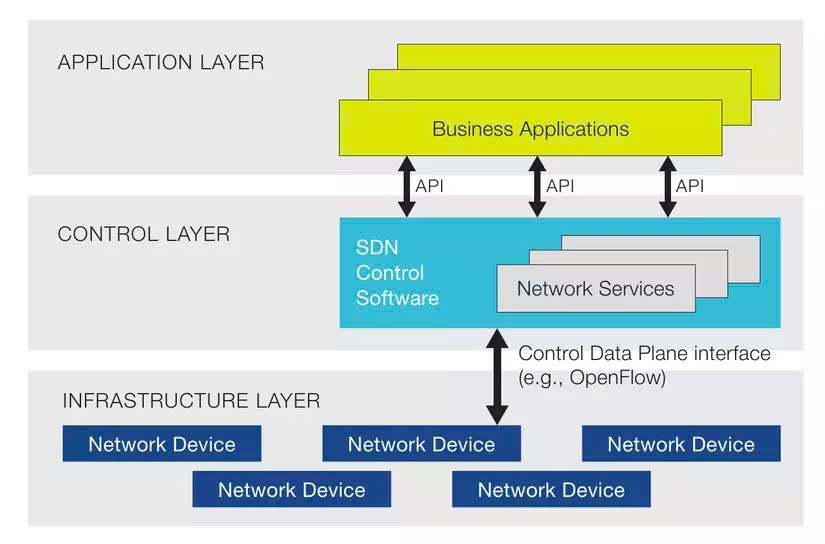 APPLICATION LAYER
Business Applications
API
API
API
CONTROL LAYER
SDN
Control
Software
Network Services
Control Data Plane interface
(e.g., OpenFlow)
INFRASTRUCTURE LAYER
Network Device
Network Device
Network Device
Network Device
Network Device